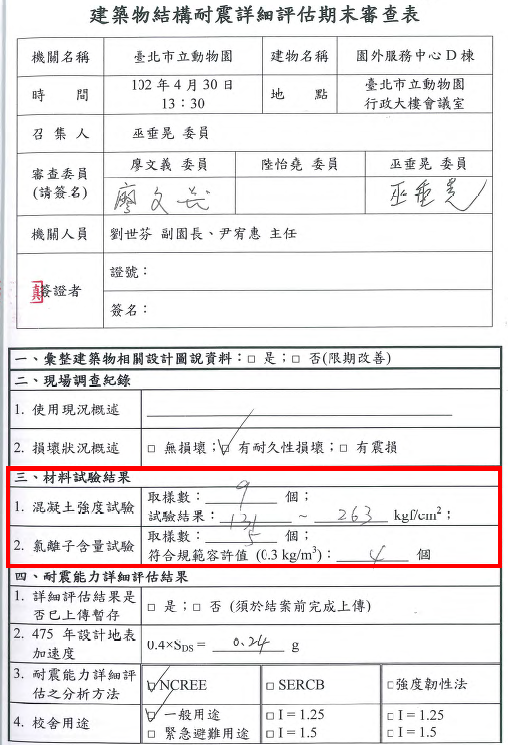 建築物結構耐震詳細評估期末審查表
機關名稱 臺北市立動物園 建物名稱 園外服務中心D棟
時 間 102年4月30日 13:30 地 點 臺北市立動物園 行政大樓會議室
召集人 巫垂晃 委員
審查委員 (請簽名) 廖文義 委員 陸怡堯 委員 巫垂晃 委員
廖文義 巫垂晃
機關人員 劉世芬 副園長、尹宥惠 主任
簽證者 證號:
簽名:
一、彙整建築物相關設計圖說資料:□ 是;□ 否(限期改善)
二、現場調查紀錄
1. 使用現況概述
2. 損壞狀況概述 □ 無損壞;☑ 有耐久性損壞;□ 有震損
三、材料試驗結果
1. 混凝土強度試驗 取樣數: 9 個;
試驗結果: 131 ~ 263 kgf/cm²;
2. 氯離子含量試驗 取樣數: 5 個;
符合規範容許值 (0.3 kg/m³): 4 個
四、耐震能力詳細評估結果
1. 詳細評估結果是否已上傳暫存 □ 是;□ 否 (須於結案前完成上傳)
2. 475 年設計地表加速度 0.4×SDS = 0.24 g
3. 耐震能力詳細評估之分析方法 ☑NCREE □ SERCB □強度韌性法
4. 校舍用途 ☑ 一般用途 □ I = 1.25 □ I = 1.25
□ 緊急避難用途 □ I = 1.5 □ I = 1.5